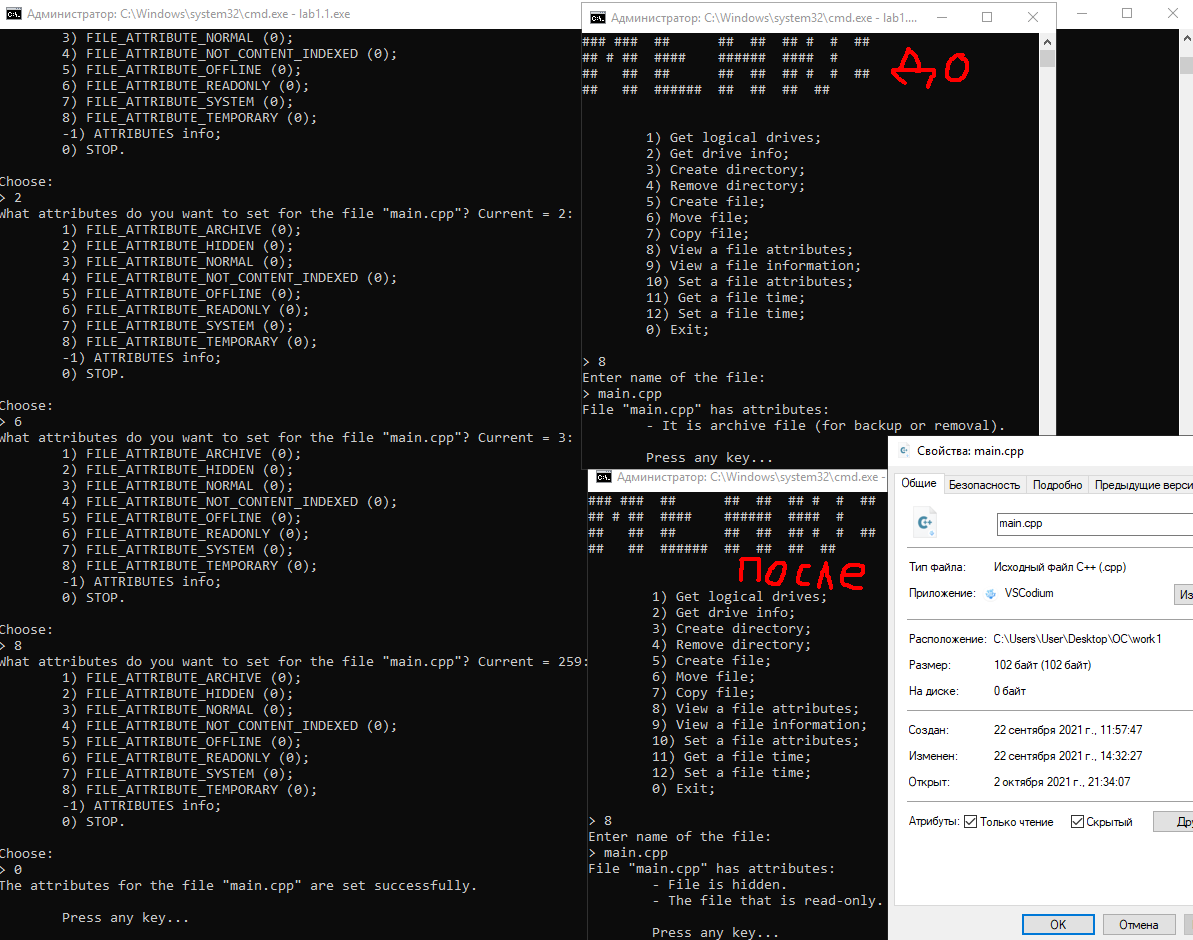 Администратор: C:\Windows\system32\cmd.exe - lab1.1.exe
3) FILE_ATTRIBUTE_NORMAL (0);
4) FILE_ATTRIBUTE_NOT_CONTENT_INDEXED (0);
5) FILE_ATTRIBUTE_OFFLINE (0);
6) FILE_ATTRIBUTE_READONLY (0);
7) FILE_ATTRIBUTE_SYSTEM (0);
8) FILE_ATTRIBUTE_TEMPORARY (0);
-1) ATTRIBUTES info;
0) STOP.
Choose:
> 2
What attributes do you want to set for the file "main.cpp"? Current = 2:
1) FILE_ATTRIBUTE_ARCHIVE (0);
2) FILE_ATTRIBUTE_HIDDEN (0);
3) FILE_ATTRIBUTE_NORMAL (0);
4) FILE_ATTRIBUTE_NOT_CONTENT_INDEXED (0);
5) FILE_ATTRIBUTE_OFFLINE (0);
6) FILE_ATTRIBUTE_READONLY (0);
7) FILE_ATTRIBUTE_SYSTEM (0);
8) FILE_ATTRIBUTE_TEMPORARY (0);
-1) ATTRIBUTES info;
0) STOP.
Choose:
> 6
What attributes do you want to set for the file "main.cpp"? Current = 3:
1) FILE_ATTRIBUTE_ARCHIVE (0);
2) FILE_ATTRIBUTE_HIDDEN (0);
3) FILE_ATTRIBUTE_NORMAL (0);
4) FILE_ATTRIBUTE_NOT_CONTENT_INDEXED (0);
5) FILE_ATTRIBUTE_OFFLINE (0);
6) FILE_ATTRIBUTE_READONLY (0);
7) FILE_ATTRIBUTE_SYSTEM (0);
8) FILE_ATTRIBUTE_TEMPORARY (0);
-1) ATTRIBUTES info;
0) STOP.
Choose:
> 8
What attributes do you want to set for the file "main.cpp"? Current = 259:
1) FILE_ATTRIBUTE_ARCHIVE (0);
2) FILE_ATTRIBUTE_HIDDEN (0);
3) FILE_ATTRIBUTE_NORMAL (0);
4) FILE_ATTRIBUTE_NOT_CONTENT_INDEXED (0);
5) FILE_ATTRIBUTE_OFFLINE (0);
6) FILE_ATTRIBUTE_READONLY (0);
7) FILE_ATTRIBUTE_SYSTEM (0);
8) FILE_ATTRIBUTE_TEMPORARY (0);
-1) ATTRIBUTES info;
0) STOP.
Choose:
> 0
The attributes for the file "main.cpp" are set successfully.
Press any key...
Администратор: C:\Windows\system32\cmd.exe - lab1....
### ###  ##      ##  ##  ## #  #  ##
## # ##  ####    ######  ####  #
##   ##  ##      ##  ##  ## #  #  ##
##   ##  ######  ##  ##  ##  ##
до
1) Get logical drives;
2) Get drive info;
3) Create directory;
4) Remove directory;
5) Create file;
6) Move file;
7) Copy file;
8) View a file attributes;
9) View a file information;
10) Set a file attributes;
11) Get a file time;
12) Set a file time;
0) Exit;
> 8
Enter name of the file:
> main.cpp
File "main.cpp" has attributes:
- It is archive file (for backup or removal).
Press any key...
Администратор: C:\Windows\system32\cmd.exe -
### ###  ##      ##  ##  ## #  #  ##
## # ##  ####    ######  ####  #
##   ##  ##      ##  ##  ## #  #  ##
##   ##  ######  ##  ##  ##  ##
после
1) Get logical drives;
2) Get drive info;
3) Create directory;
4) Remove directory;
5) Create file;
6) Move file;
7) Copy file;
8) View a file attributes;
9) View a file information;
10) Set a file attributes;
11) Get a file time;
12) Set a file time;
0) Exit;
> 8
Enter name of the file:
> main.cpp
File "main.cpp" has attributes:
- File is hidden.
- The file that is read-only.
Press any key...
Свойства: main.cpp
Общие Безопасность Подробно Предыдущие верси
main.cpp
Тип файла: Исходный файл C++ (.cpp)
Приложение: VSCodium Из
Расположение: C:\Users\User\Desktop\OC\work1
Размер: 102 байт (102 байт)
На диске: 0 байт
Создан: 22 сентября 2021 г., 11:57:47
Изменен: 22 сентября 2021 г., 14:32:27
Открыт: 2 октября 2021 г., 21:34:07
Атрибуты: Только чтение Скрытый Дру
OK Отмена